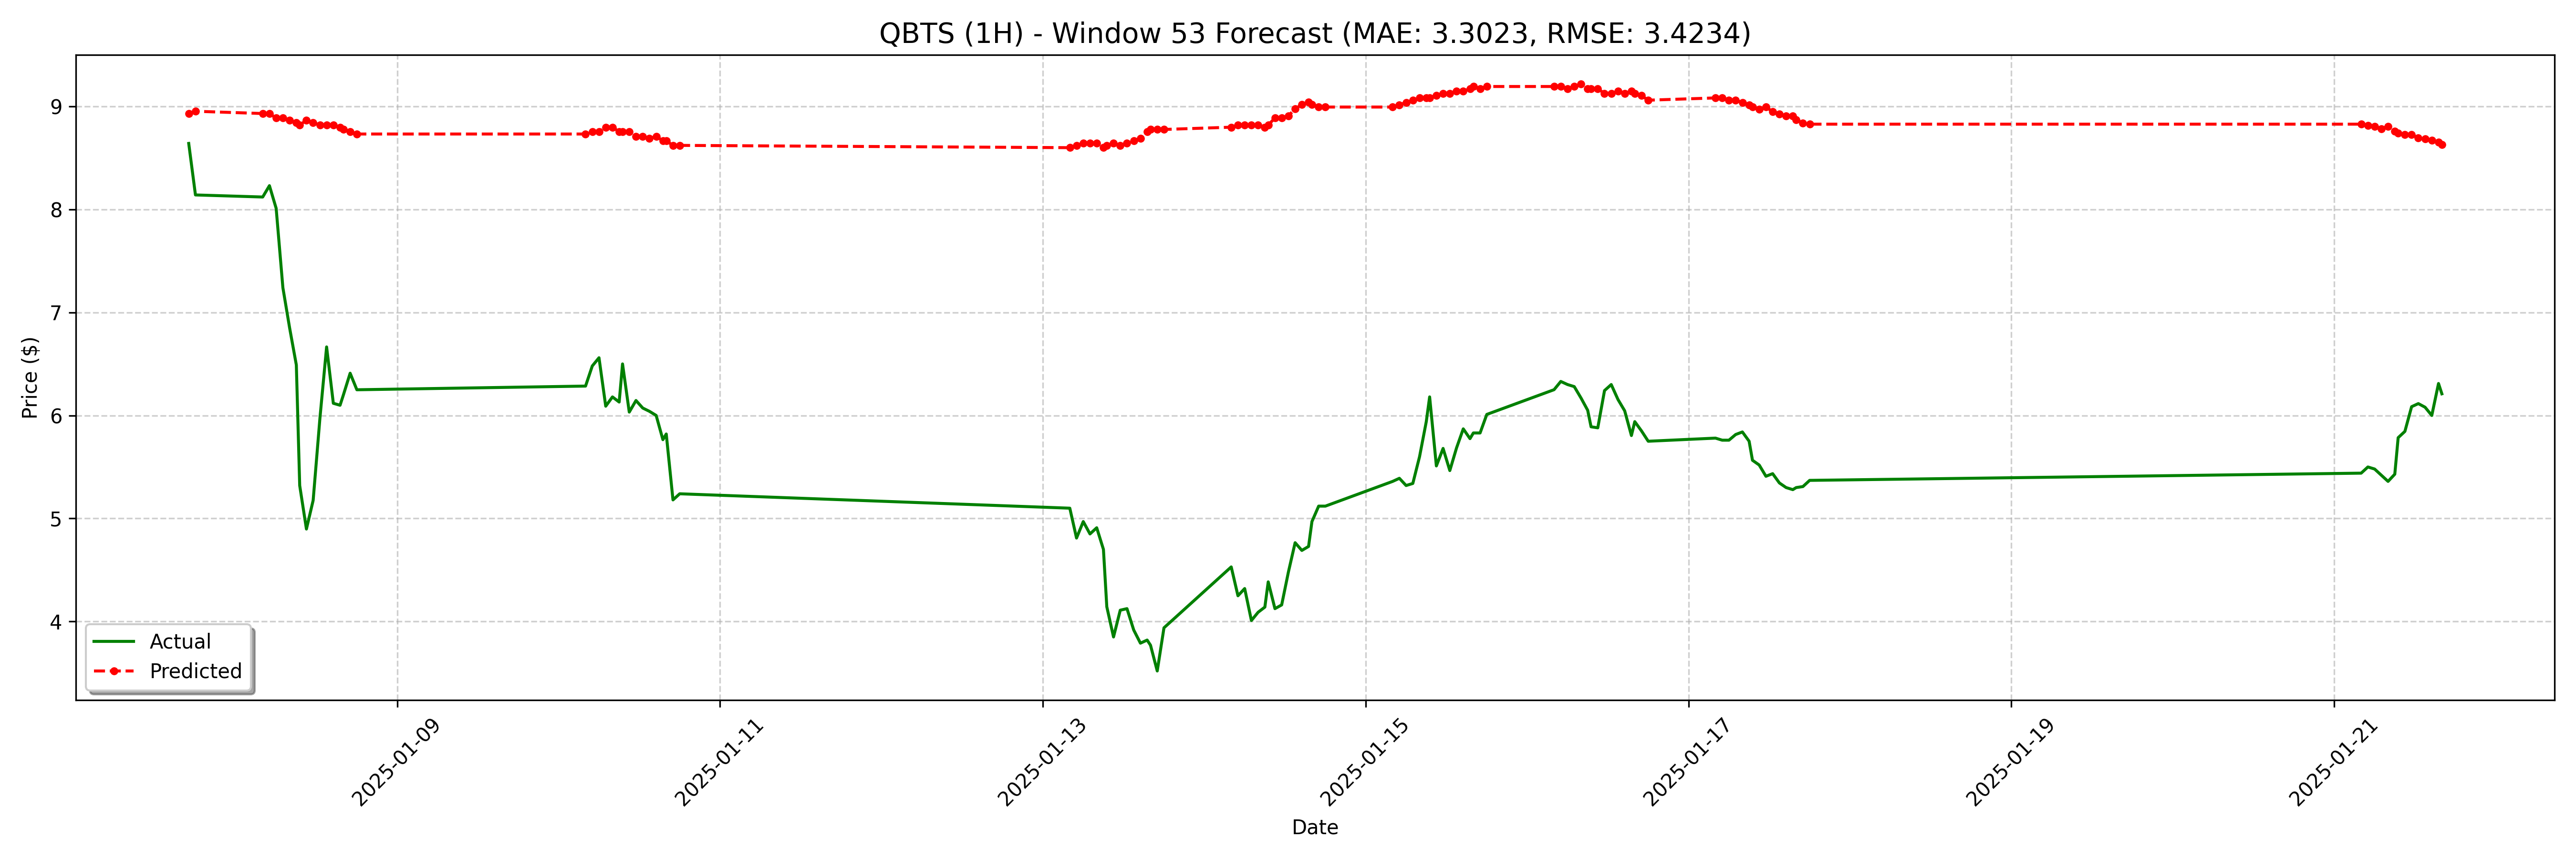 QBTS (1H) - Window 53 Forecast (MAE: 3.3023, RMSE: 3.4234)
Price ($)
9
8
7
6
5
4
Actual
Predicted
2025-01-09
2025-01-11
2025-01-13
2025-01-15
2025-01-17
2025-01-19
2025-01-21
Date